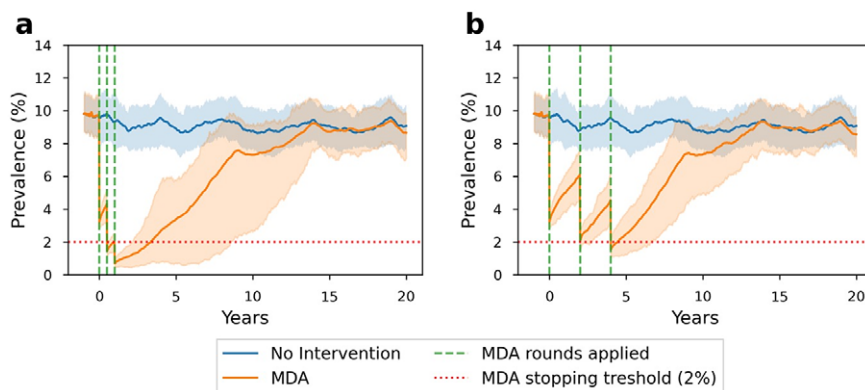 a
b
14
12
10
8
6
4
2
0
Prevalence (%)
0
5
10
15
20
Years
14
12
10
8
6
4
2
0
Prevalence (%)
0
5
10
15
20
Years
No Intervention
MDA
MDA rounds applied
MDA stopping treshold (2%)